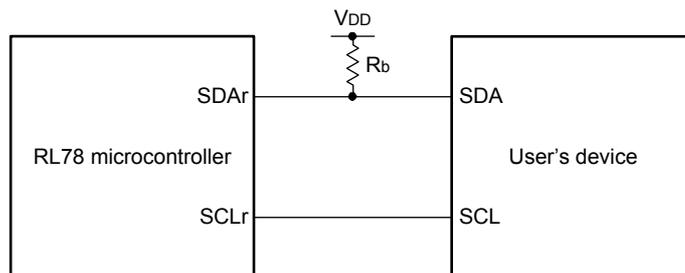 VDD
Rb
SDAr
SDA
RL78 microcontroller
User's device
SCLr
SCL